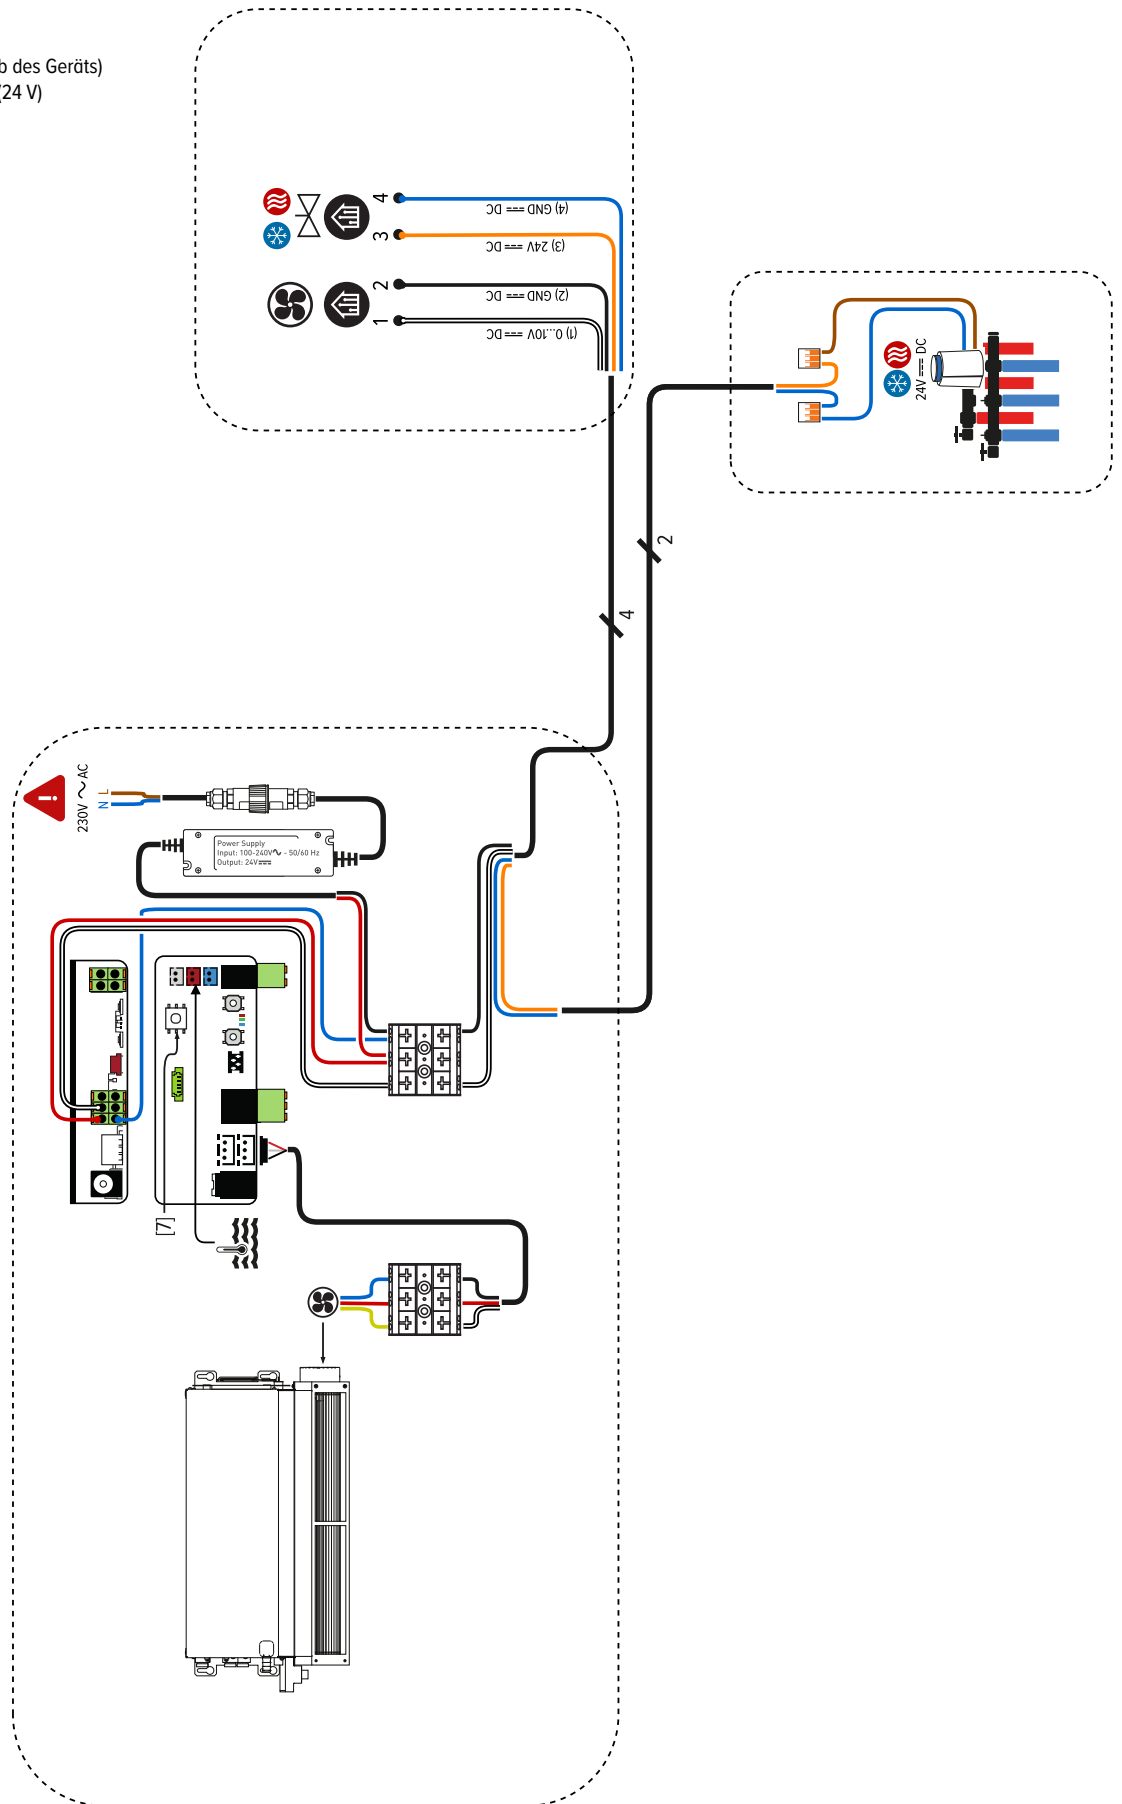 b des Geräts)
(24 V)
4
(4) GND DC
3
(3) 24V DC
2
(2) GND DC
1
(1) 0...10V DC
24V DC
2
4
230V AC
N L
Power Supply
Input: 100-240V - 50/60 Hz
Output: 24V
[7]